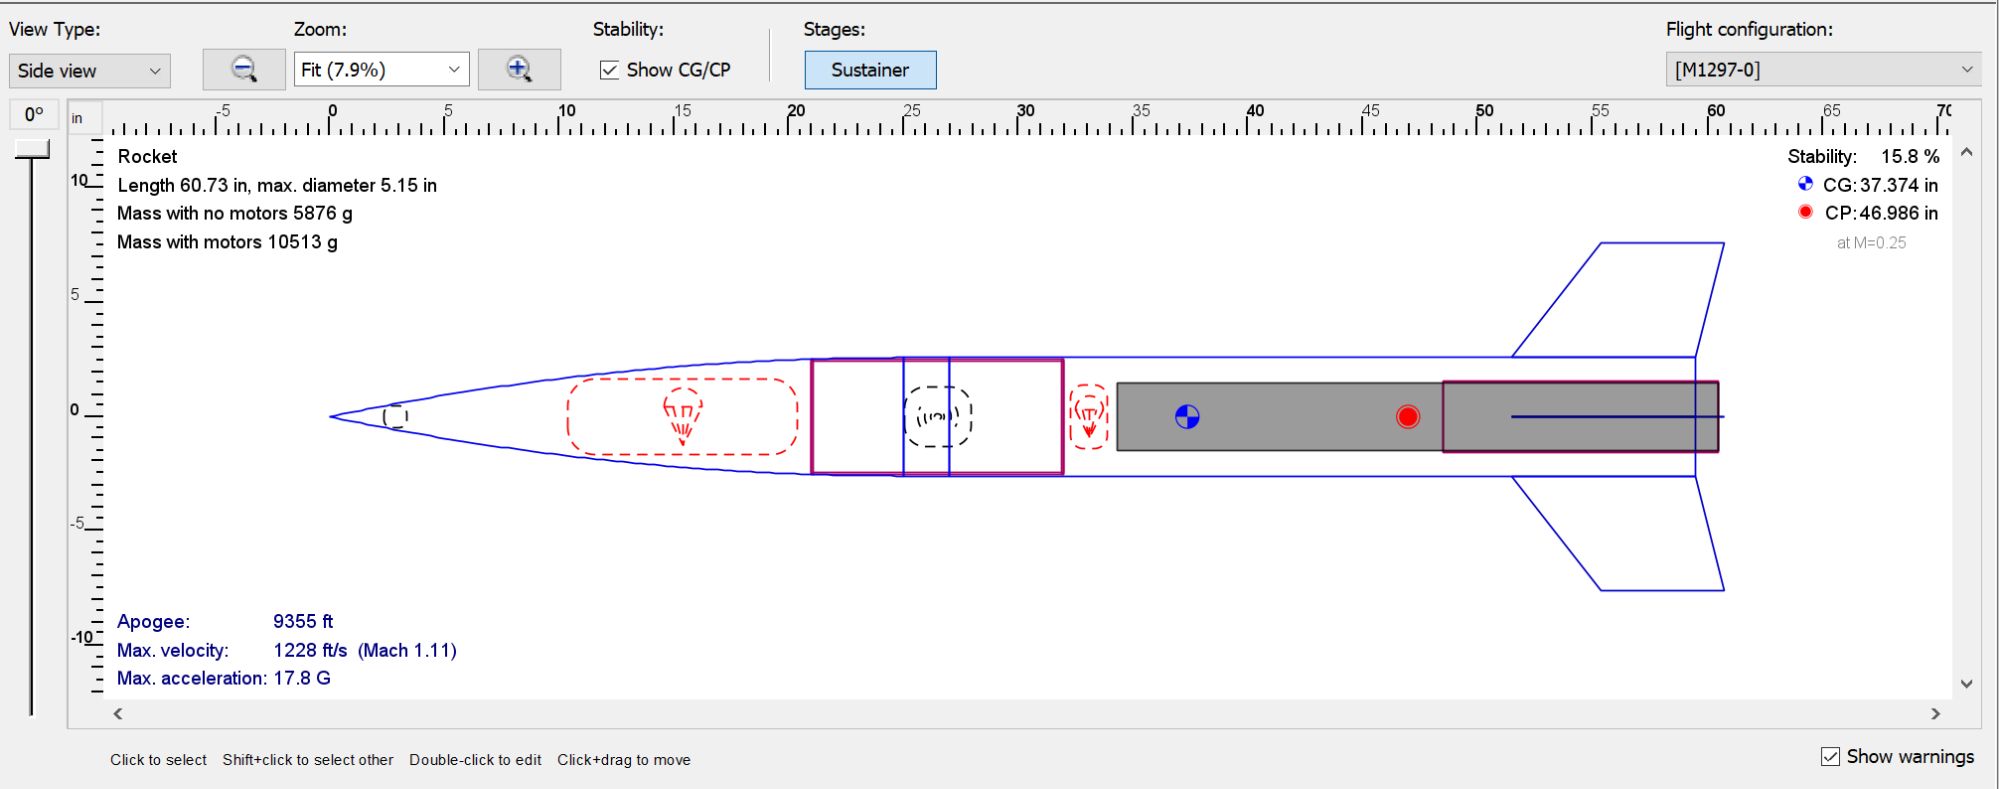 View Type:
Zoom:
Stability:
Stages:
Flight configuration:
Side view
Fit (7.9%)
Show CG/CP
Sustainer
[M1297-0]
0°
in
-5 0 5 10 15 20 25 30 35 40 45 50 55 60 65 70
10
5
0
-5
-10
Rocket
Length 60.73 in, max. diameter 5.15 in
Mass with no motors 5876 g
Mass with motors 10513 g
Stability: 15.8 %
CG: 37.374 in
CP: 46.986 in
at M=0.25
Apogee: 9355 ft
Max. velocity: 1228 ft/s (Mach 1.11)
Max. acceleration: 17.8 G
Click to select Shift+click to select other Double-click to edit Click+drag to move
Show warnings